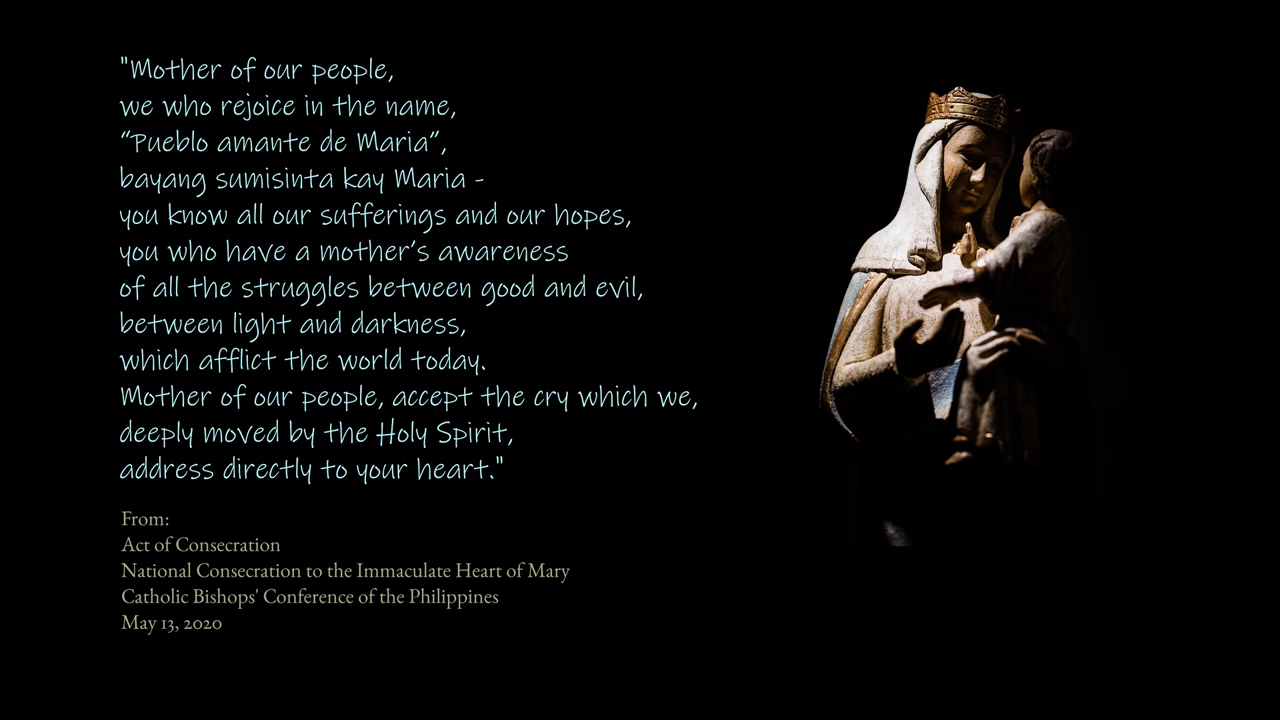 "Mother of our people,
we who rejoice in the name,
“Pueblo amante de Maria”,
bayang sumisinta kay Maria -
you know all our sufferings and our hopes,
you who have a mother’s awareness
of all the struggles between good and evil,
between light and darkness,
which afflict the world today.
Mother of our people, accept the cry which we,
deeply moved by the Holy Spirit,
address directly to your heart."
From:
Act of Consecration
National Consecration to the Immaculate Heart of Mary
Catholic Bishops' Conference of the Philippines
May 13, 2020